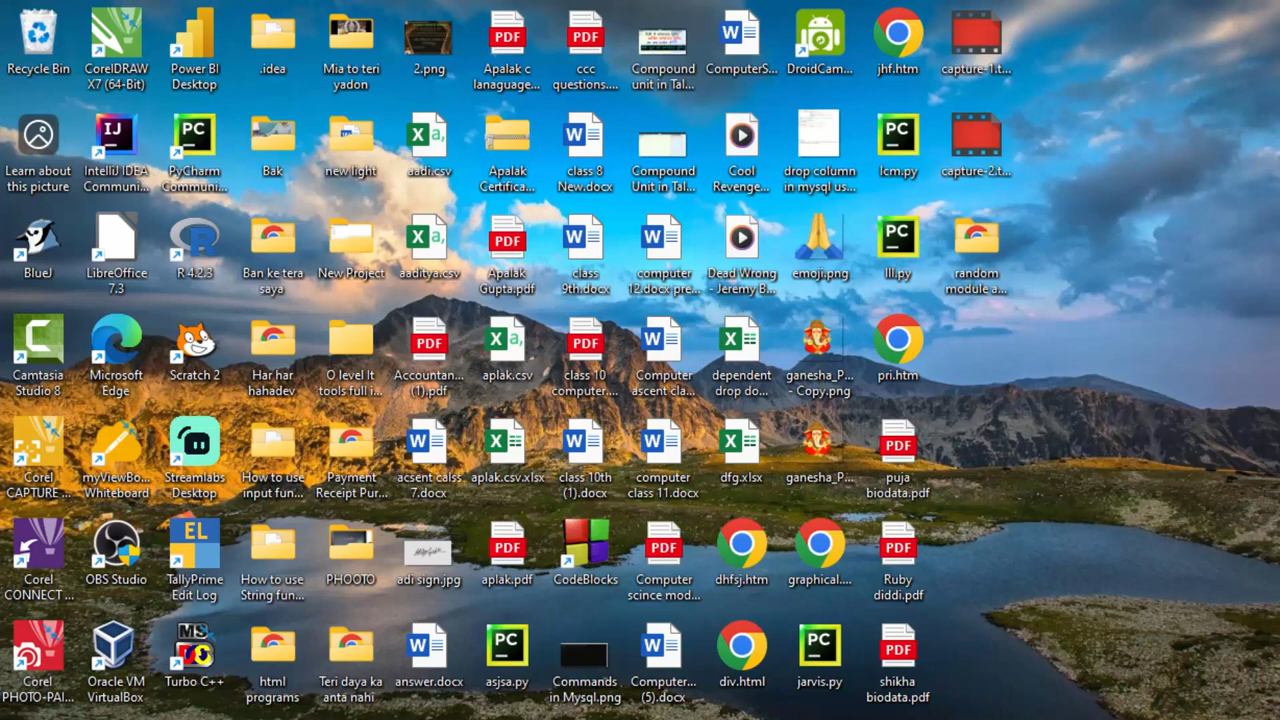 Recycle Bin
CorelDRAW
X7 (64-Bit)
Power BI
Desktop
.idea
Mia to teri
yadon
2.png
Apalak c
lanaguage...
ccc
questions....
Compound
unit in Tal...
ComputerS...
DroidCam...
jhf.htm
capture-1.t...
Learn about
this picture
IntelliJ IDEA
Communi...
PyCharm
Communi...
Bak
new light
aadi.csv
Apalak
Certifica...
class 8
New.docx
Compound
Unit in Tal...
Cool
Revenge...
drop column
in mysql us...
lcm.py
capture-2.t...
BlueJ
LibreOffice
7.3
R 4.2.3
Ban ke tera
saya
New Project
aaditya.csv
Apalak
Gupta.pdf
class
9th.docx
computer
12.docx pre...
Dead Wrong
- Jeremy B...
emoji.png
lll.py
random
module a...
Camtasia
Studio 8
Microsoft
Edge
Scratch 2
Har har
hahadev
O level It
tools full i...
Accountan...
(1).pdf
aplak.csv
class 10
computer....
Computer
ascent cla...
dependent
drop do...
ganesha_P...
- Copy.png
pri.htm
Corel
CAPTURE ...
myViewBo...
Whiteboard
Streamlabs
Desktop
How to use
input fun...
Payment
Receipt Pur...
acsent calss
7.docx
aplak.csv.xlsx
class 10th
(1).docx
computer
class 11.docx
dfg.xlsx
ganesha_P...
puja
biodata.pdf
Corel
CONNECT ...
OBS Studio
TallyPrime
Edit Log
How to use
String fun...
PHOOTO
adi sign.jpg
aplak.pdf
CodeBlocks
Computer
scince mod...
dhfsj.htm
graphical....
Ruby
diddi.pdf
Corel
PHOTO-PAI...
Oracle VM
VirtualBox
Turbo C++
html
programs
Teri daya ka
anta nahi
answer.docx
asjsa.py
Commands
in Mysql.png
Computer...
(5).docx
div.html
jarvis.py
shikha
biodata.pdf